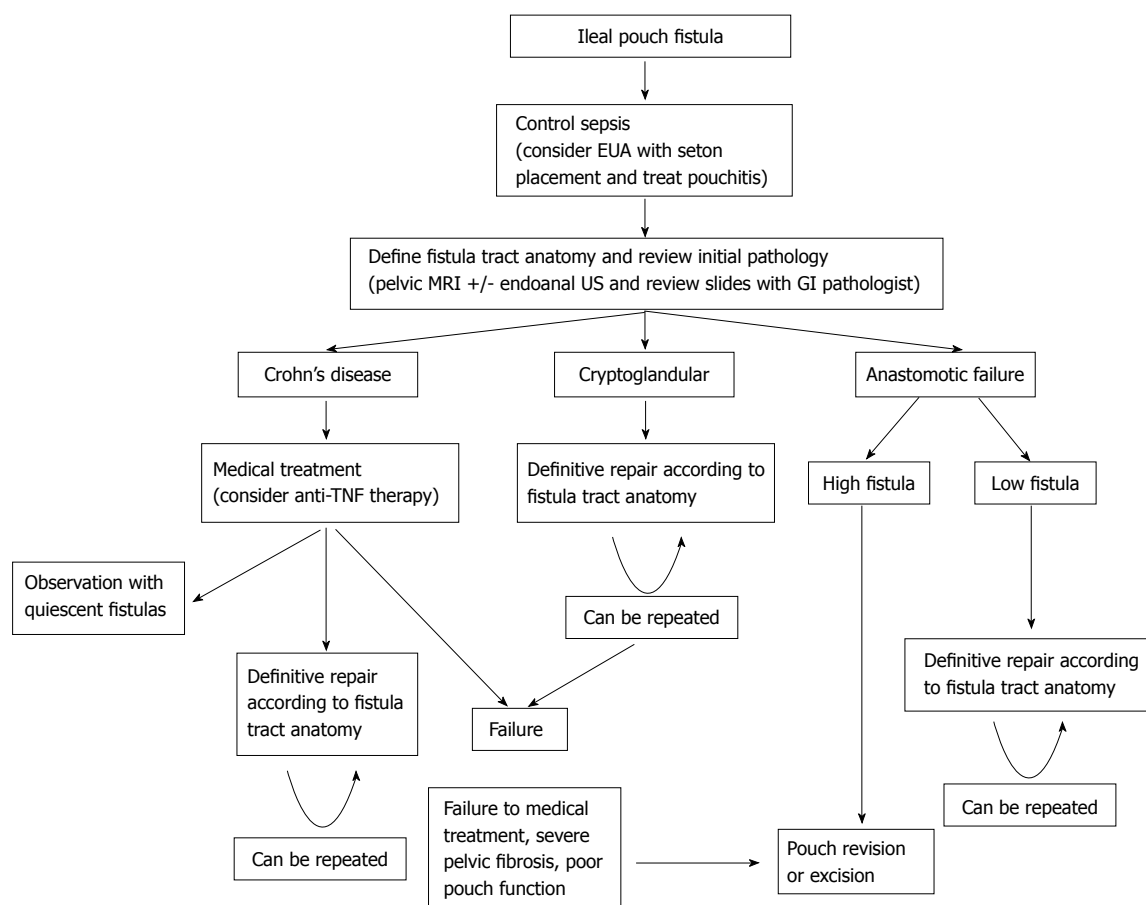 Ileal pouch fistula
Control sepsis
(consider EUA with seton
placement and treat pouchitis)
Define fistula tract anatomy and review initial pathology
(pelvic MRI +/- endoanal US and review slides with GI pathologist)
Crohn’s disease
Cryptoglandular
Anastomotic failure
Medical treatment
(consider anti-TNF therapy)
Definitive repair according to
fistula tract anatomy
High fistula
Low fistula
Observation with
quiescent fistulas
Can be repeated
Definitive repair
according to fistula
tract anatomy
Failure
Definitive repair according
to fistula tract anatomy
Can be repeated
Failure to medical
treatment, severe
pelvic fibrosis, poor
pouch function
Pouch revision
or excision
Can be repeated